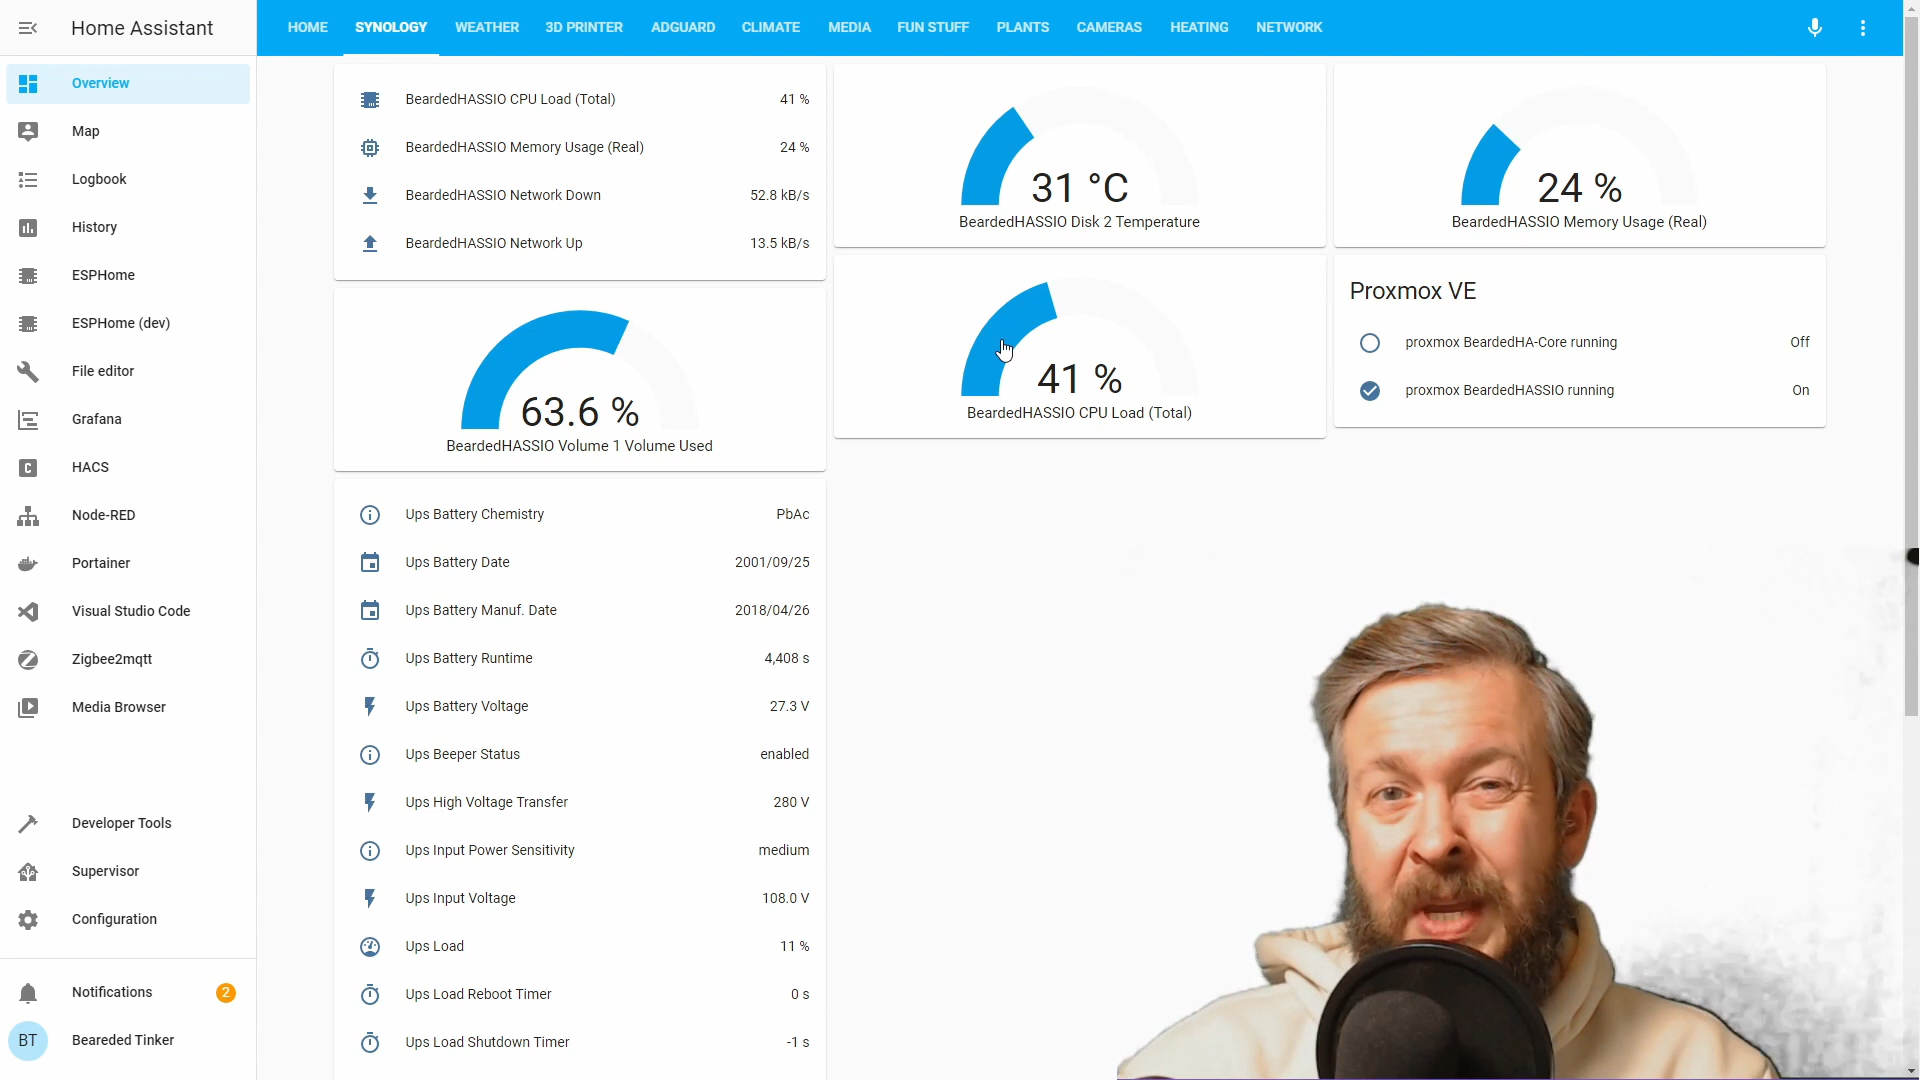 Home Assistant
HOME SYNOLOGY WEATHER 3D PRINTER ADGUARD CLIMATE MEDIA FUN STUFF PLANTS CAMERAS HEATING NETWORK
Overview
Map
Logbook
History
ESPHome
ESPHome (dev)
File editor
Grafana
C HACS
Node-RED
Portainer
Visual Studio Code
Zigbee2mqtt
Media Browser
Developer Tools
Supervisor
Configuration
Notifications 2
BT Beareded Tinker
BeardedHASSIO CPU Load (Total) 41 %
BeardedHASSIO Memory Usage (Real) 24 %
BeardedHASSIO Network Down 52.8 kB/s
BeardedHASSIO Network Up 13.5 kB/s
63.6 %
BeardedHASSIO Volume 1 Volume Used
Ups Battery Chemistry PbAc
Ups Battery Date 2001/09/25
Ups Battery Manuf. Date 2018/04/26
Ups Battery Runtime 4,408 s
Ups Battery Voltage 27.3 V
Ups Beeper Status enabled
Ups High Voltage Transfer 280 V
Ups Input Power Sensitivity medium
Ups Input Voltage 108.0 V
Ups Load 11 %
Ups Load Reboot Timer 0 s
Ups Load Shutdown Timer -1 s
31 °C
BeardedHASSIO Disk 2 Temperature
41 %
BeardedHASSIO CPU Load (Total)
24 %
BeardedHASSIO Memory Usage (Real)
Proxmox VE
proxmox BeardedHA-Core running Off
proxmox BeardedHASSIO running On